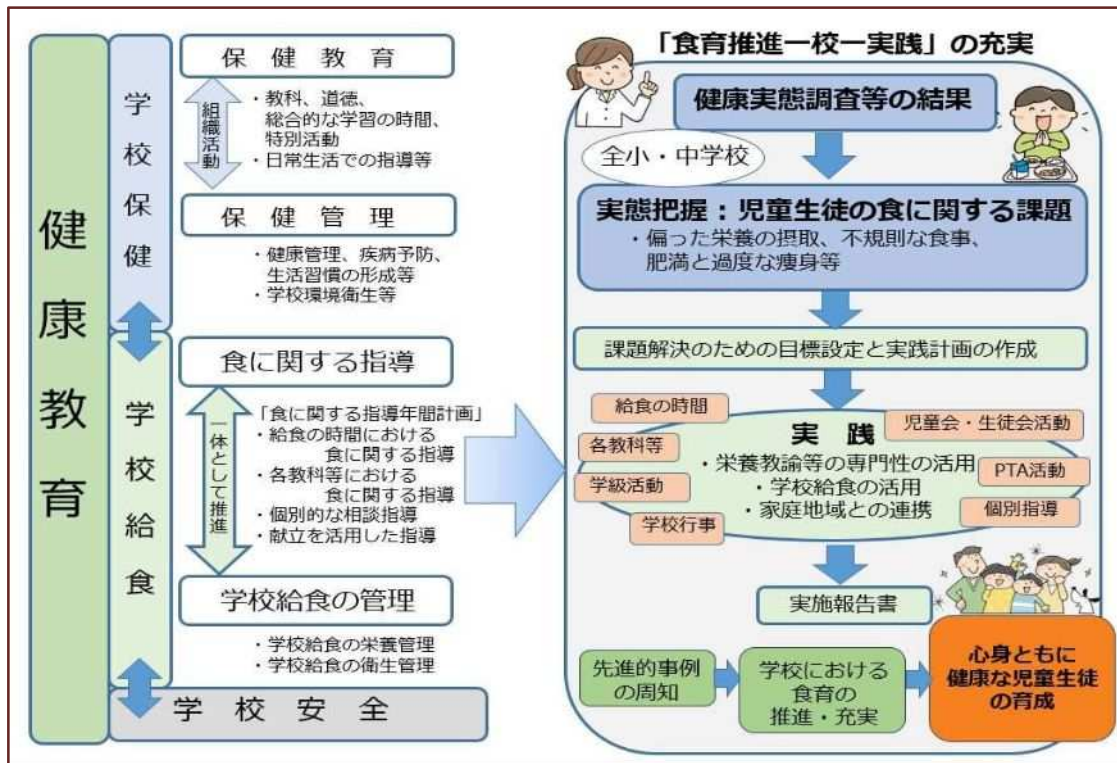 健康教育
学校保健
保健教育
組織活動
・教科、道徳、
総合的な学習の時間、
特別活動
・日常生活での指導等
保健管理
・健康管理、疾病予防、
生活習慣の形成等
・学校環境衛生等
学校給食
食に関する指導
一体として推進
「食に関する指導年間計画」
・給食の時間における
食に関する指導
・各教科等における
食に関する指導
・個別的な相談指導
・献立を活用した指導
学校給食の管理
・学校給食の栄養管理
・学校給食の衛生管理
学校安全
「食育推進一校一実践」の充実
健康実態調査等の結果
全小・中学校
実態把握：児童生徒の食に関する課題
・偏った栄養の摂取、不規則な食事、
肥満と過度な痩身等
課題解決のための目標設定と実践計画の作成
給食の時間
各教科等
学級活動
学校行事
実践
・栄養教諭等の専門性の活用
・学校給食の活用
・家庭地域との連携
児童会・生徒会活動
PTA活動
個別指導
実施報告書
先進的事例
の周知
学校における
食育の
推進・充実
心身ともに
健康な児童生徒
の育成